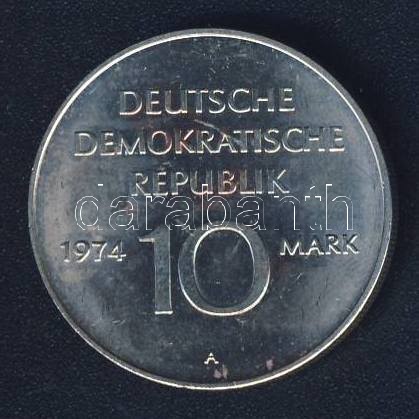 DEUTSCHE
DEMOKRATISCHE
REPUBLIK
darabanth
1974 10 MARK
A